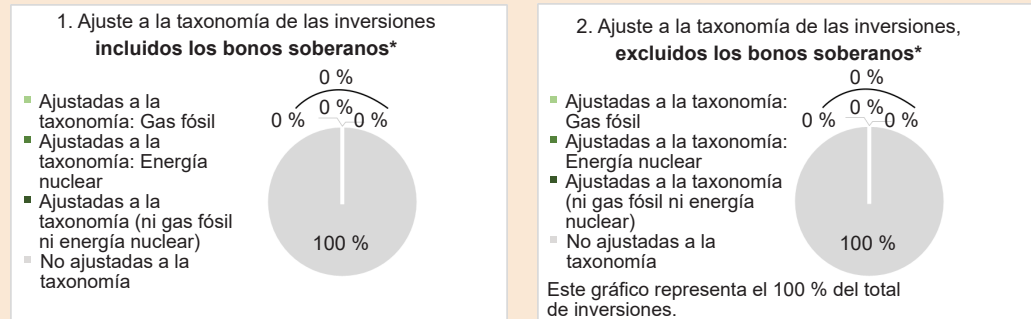 1. Ajuste a la taxonomía de las inversiones
incluidos los bonos soberanos*
0 %
0 %
0 %
0 %
Ajustadas a la
taxonomía: Gas fósil
Ajustadas a la
taxonomía: Energía
nuclear
Ajustadas a la
taxonomía (ni gas fósil
ni energía nuclear)
No ajustadas a la
taxonomía
100 %
2. Ajuste a la taxonomía de las inversiones,
excluidos los bonos soberanos*
0 %
0 %
0 %
0 %
Ajustadas a la taxonomía:
Gas fósil
Ajustadas a la taxonomía:
Energía nuclear
Ajustadas a la taxonomía
(ni gas fósil ni energía
nuclear)
No ajustadas a la
taxonomía
100 %
Este gráfico representa el 100 % del total
de inversiones.